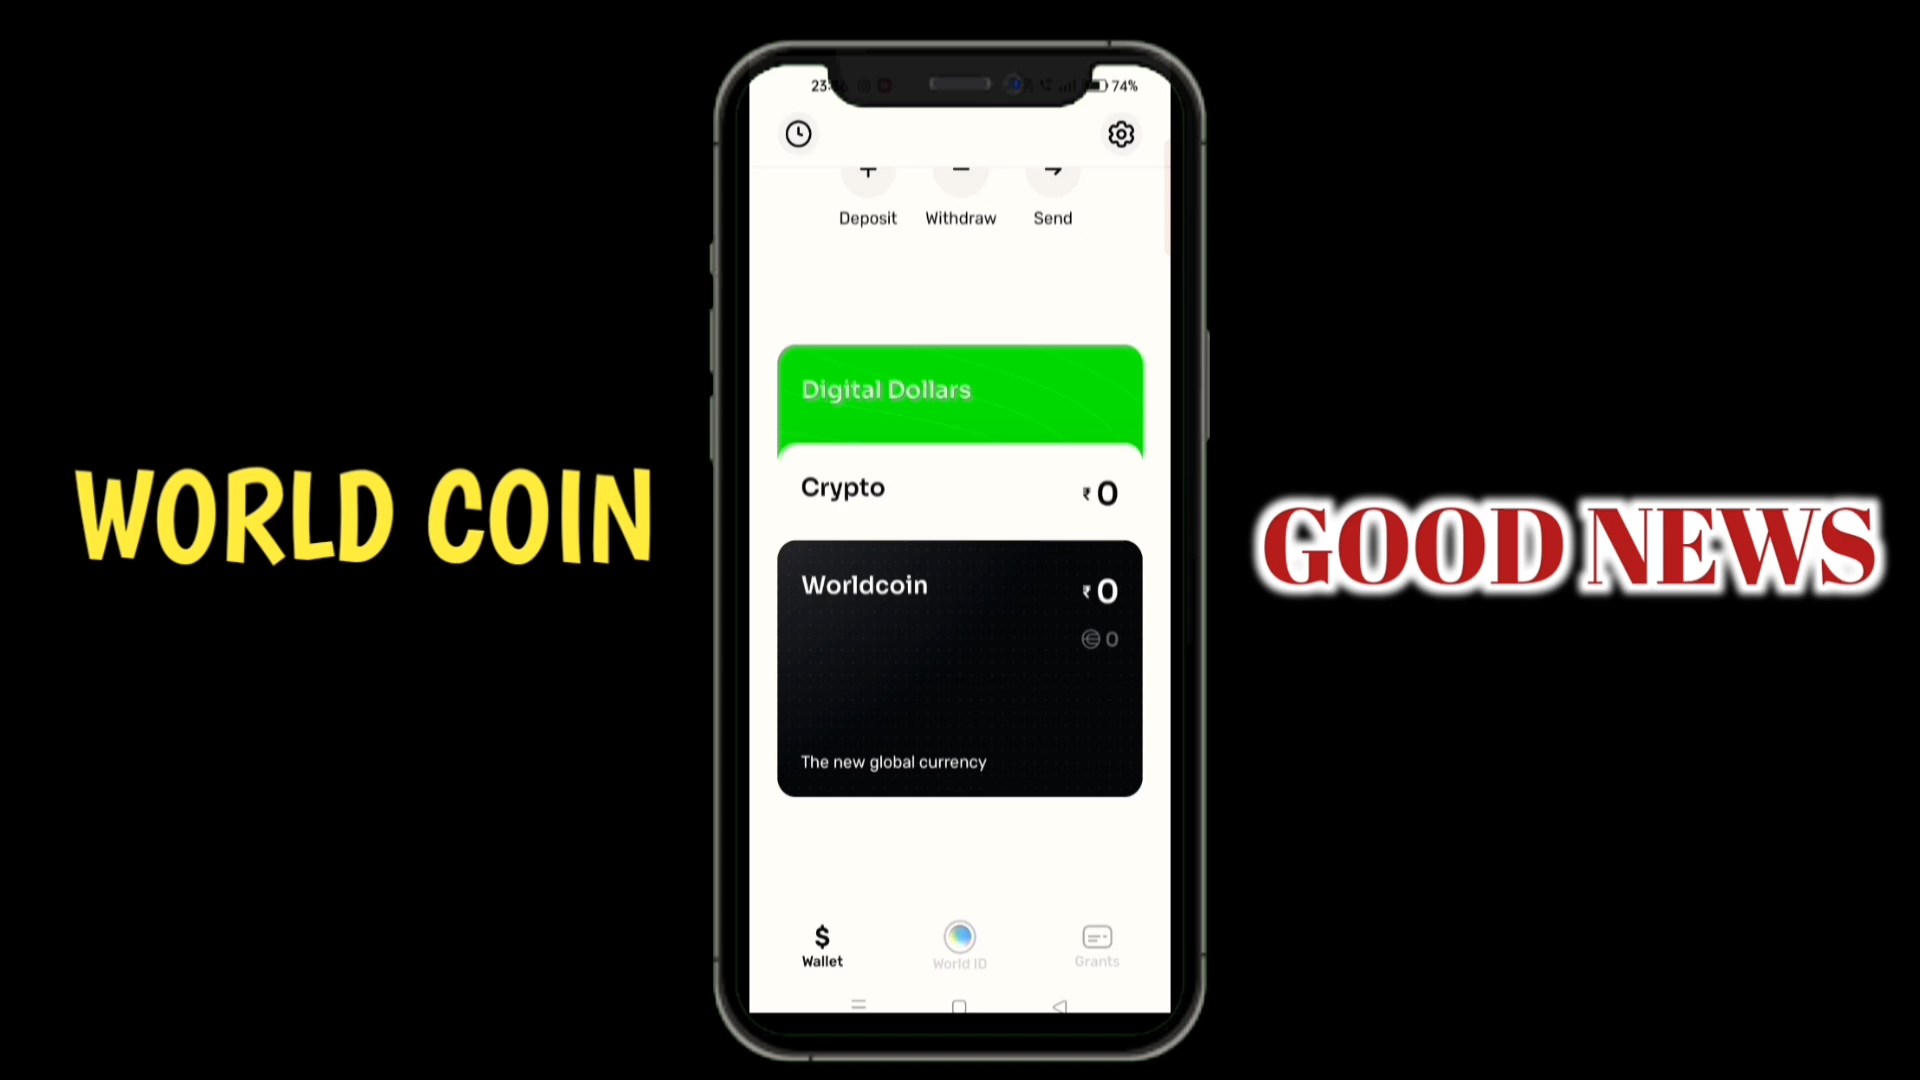 74%
Deposit Withdraw Send
Digital Dollars
Crypto ₹0
WORLD COIN
GOOD NEWS
Worldcoin ₹0
0
The new global currency
$
Wallet World ID Grants